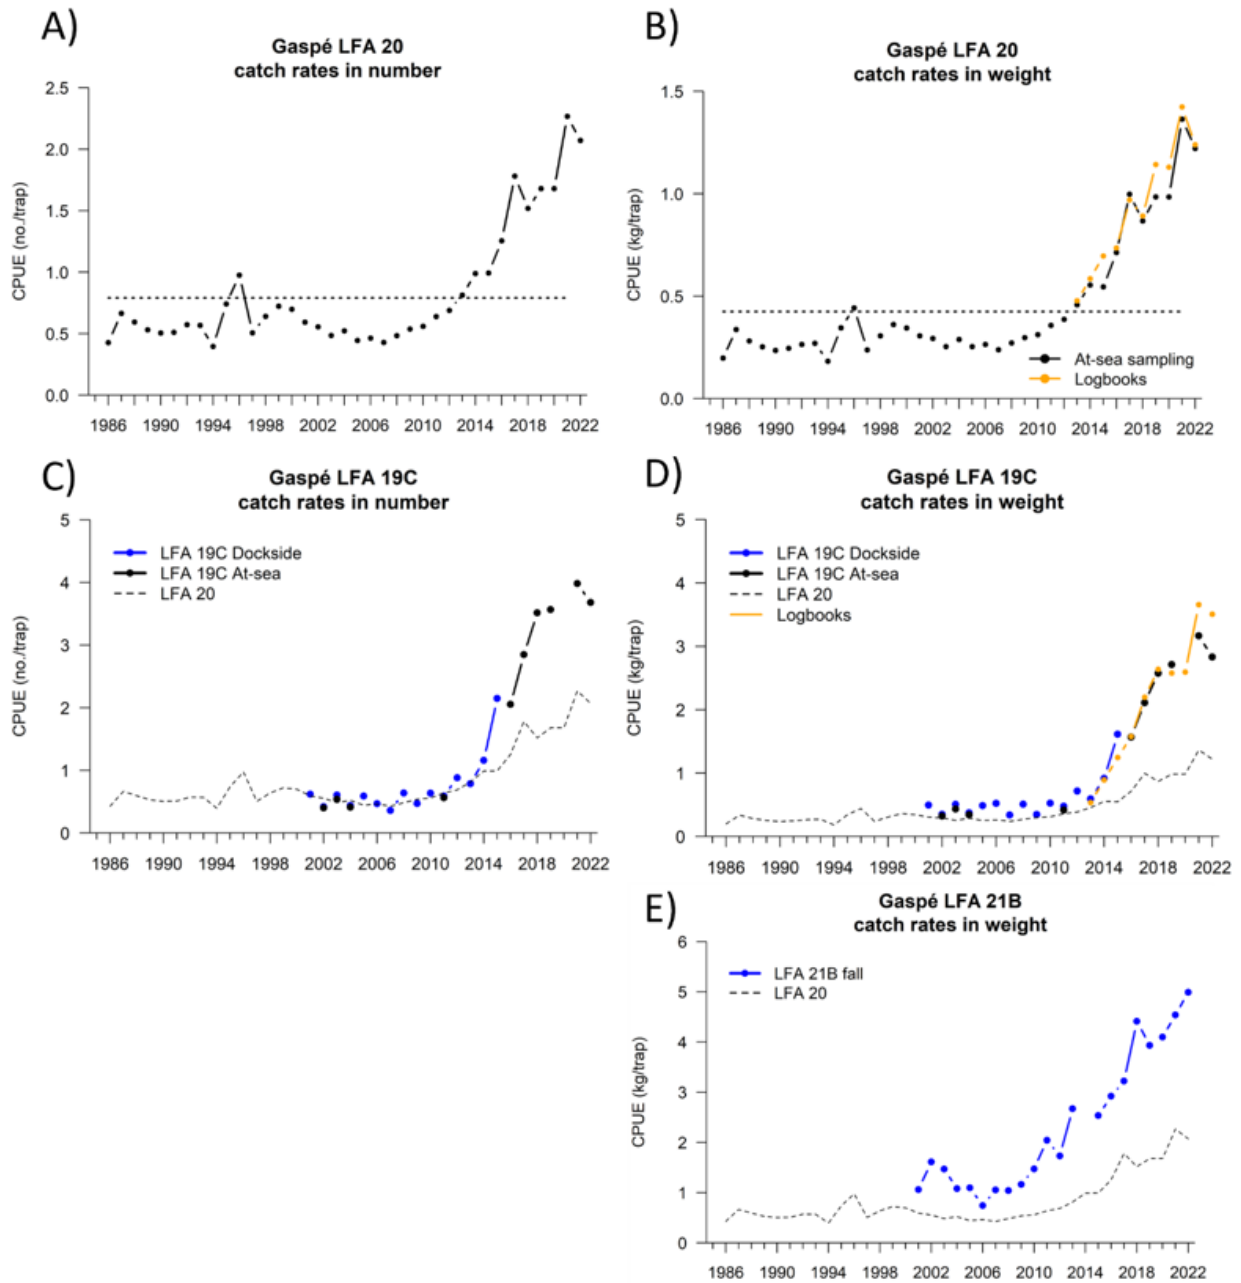 A)
Gaspé LFA 20
catch rates in number
CPUE (no./trap)
2.5
2.0
1.5
1.0
0.5
0.0
1986 1990 1994 1998 2002 2006 2010 2014 2018 2022
B)
Gaspé LFA 20
catch rates in weight
CPUE (kg/trap)
1.5
1.0
0.5
0.0
At-sea sampling
Logbooks
1986 1990 1994 1998 2002 2006 2010 2014 2018 2022
C)
Gaspé LFA 19C
catch rates in number
CPUE (no./trap)
5
4
3
2
1
0
LFA 19C Dockside
LFA 19C At-sea
LFA 20
1986 1990 1994 1998 2002 2006 2010 2014 2018 2022
D)
Gaspé LFA 19C
catch rates in weight
CPUE (kg/trap)
5
4
3
2
1
0
LFA 19C Dockside
LFA 19C At-sea
LFA 20
Logbooks
1986 1990 1994 1998 2002 2006 2010 2014 2018 2022
E)
Gaspé LFA 21B
catch rates in weight
CPUE (kg/trap)
6
5
4
3
2
1
0
LFA 21B fall
LFA 20
1986 1990 1994 1998 2002 2006 2010 2014 2018 2022